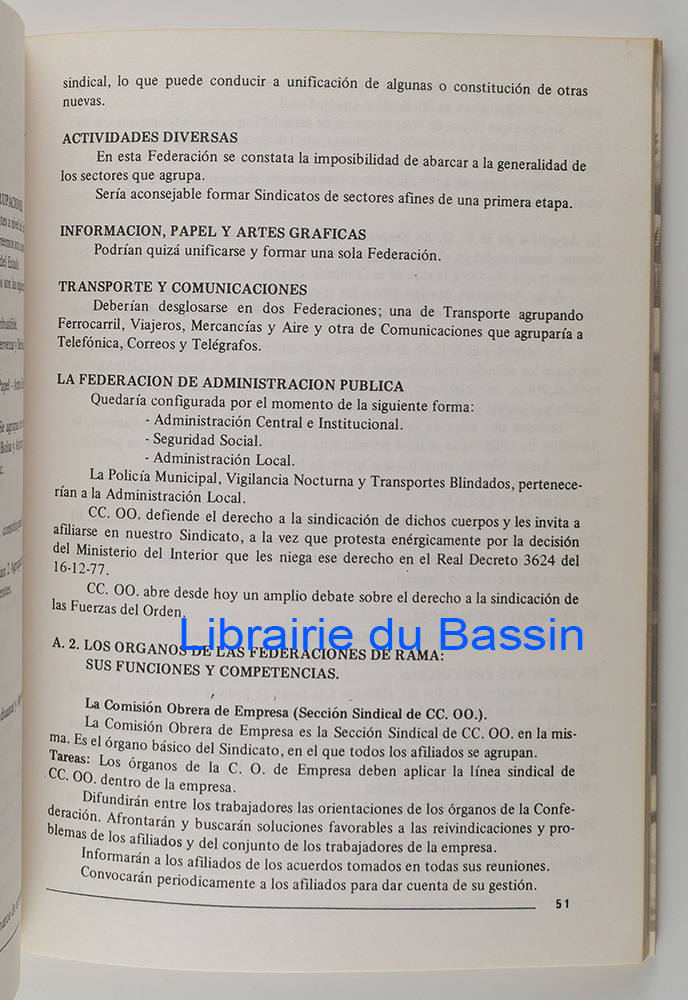 sindical, lo que puede conducir a unificación de algunas o constitución de otras
nuevas.
ACTIVIDADES DIVERSAS
En esta Federación se constata la imposibilidad de abarcar a la generalidad de
los sectores que agrupa.
Sería aconsejable formar Sindicatos de sectores afines de una primera etapa.
INFORMACION, PAPEL Y ARTES GRAFICAS
Podrían quizá unificarse y formar una sola Federación.
TRANSPORTE Y COMUNICACIONES
Deberían desglosarse en dos Federaciones; una de Transporte agrupando
Ferrocarril, Viajeros, Mercancías y Aire y otra de Comunicaciones que agruparía a
Telefónica, Correos y Telégrafos.
LA FEDERACION DE ADMINISTRACION PUBLICA
Quedaría configurada por el momento de la siguiente forma:
- Administración Central e Institucional.
- Seguridad Social.
- Administración Local.
La Policía Municipal, Vigilancia Nocturna y Transportes Blindados, pertenece-
rían a la Administración Local.
CC. OO. defiende el derecho a la sindicación de dichos cuerpos y les invita a
afiliarse en nuestro Sindicato, a la vez que protesta enérgicamente por la decisión
del Ministerio del Interior que les niega ese derecho en el Real Decreto 3624 del
16-12-77.
CC. OO. abre desde hoy un amplio debate sobre el derecho a la sindicación de
las Fuerzas del Orden.
Librairie du Bassin
A. 2. LOS ORGANOS DE LAS FEDERACIONES DE RAMA:
SUS FUNCIONES Y COMPETENCIAS.
La Comisión Obrera de Empresa (Sección Sindical de CC. OO.).
La Comisión Obrera de Empresa es la Sección Sindical de CC. OO. en la mis-
ma. Es el órgano básico del Sindicato, en el que todos los afiliados se agrupan.
Tareas: Los órganos de la C. O. de Empresa deben aplicar la línea sindical de
CC. OO. dentro de la empresa.
Difundirán entre los trabajadores las orientaciones de los órganos de la Confe-
deración. Afrontarán y buscarán soluciones favorables a las reivindicaciones y pro-
blemas de los afiliados y del conjunto de los trabajadores de la empresa.
Informarán a los afiliados de los acuerdos tomados en todas sus reuniones.
Convocarán periodicamente a los afiliados para dar cuenta de su gestión.
51